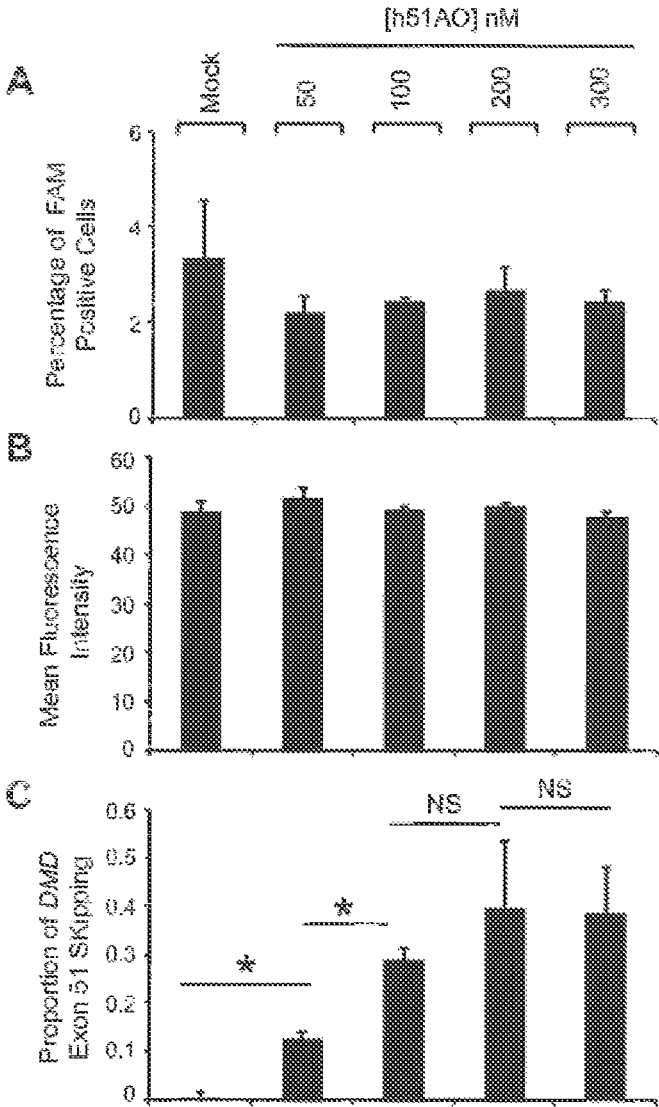 [h51AO] nM
A
Mock
50
100
200
300
Percentage of FAM
Positive Cells
6
4
2
0
B
Mean Fluorescence
Intensity
60
50
40
30
20
10
0
C
Proportion of DMD
Exon 51 SKipping
0.6
0.5
0.4
0.3
0.2
0.1
0
*
*
NS
NS